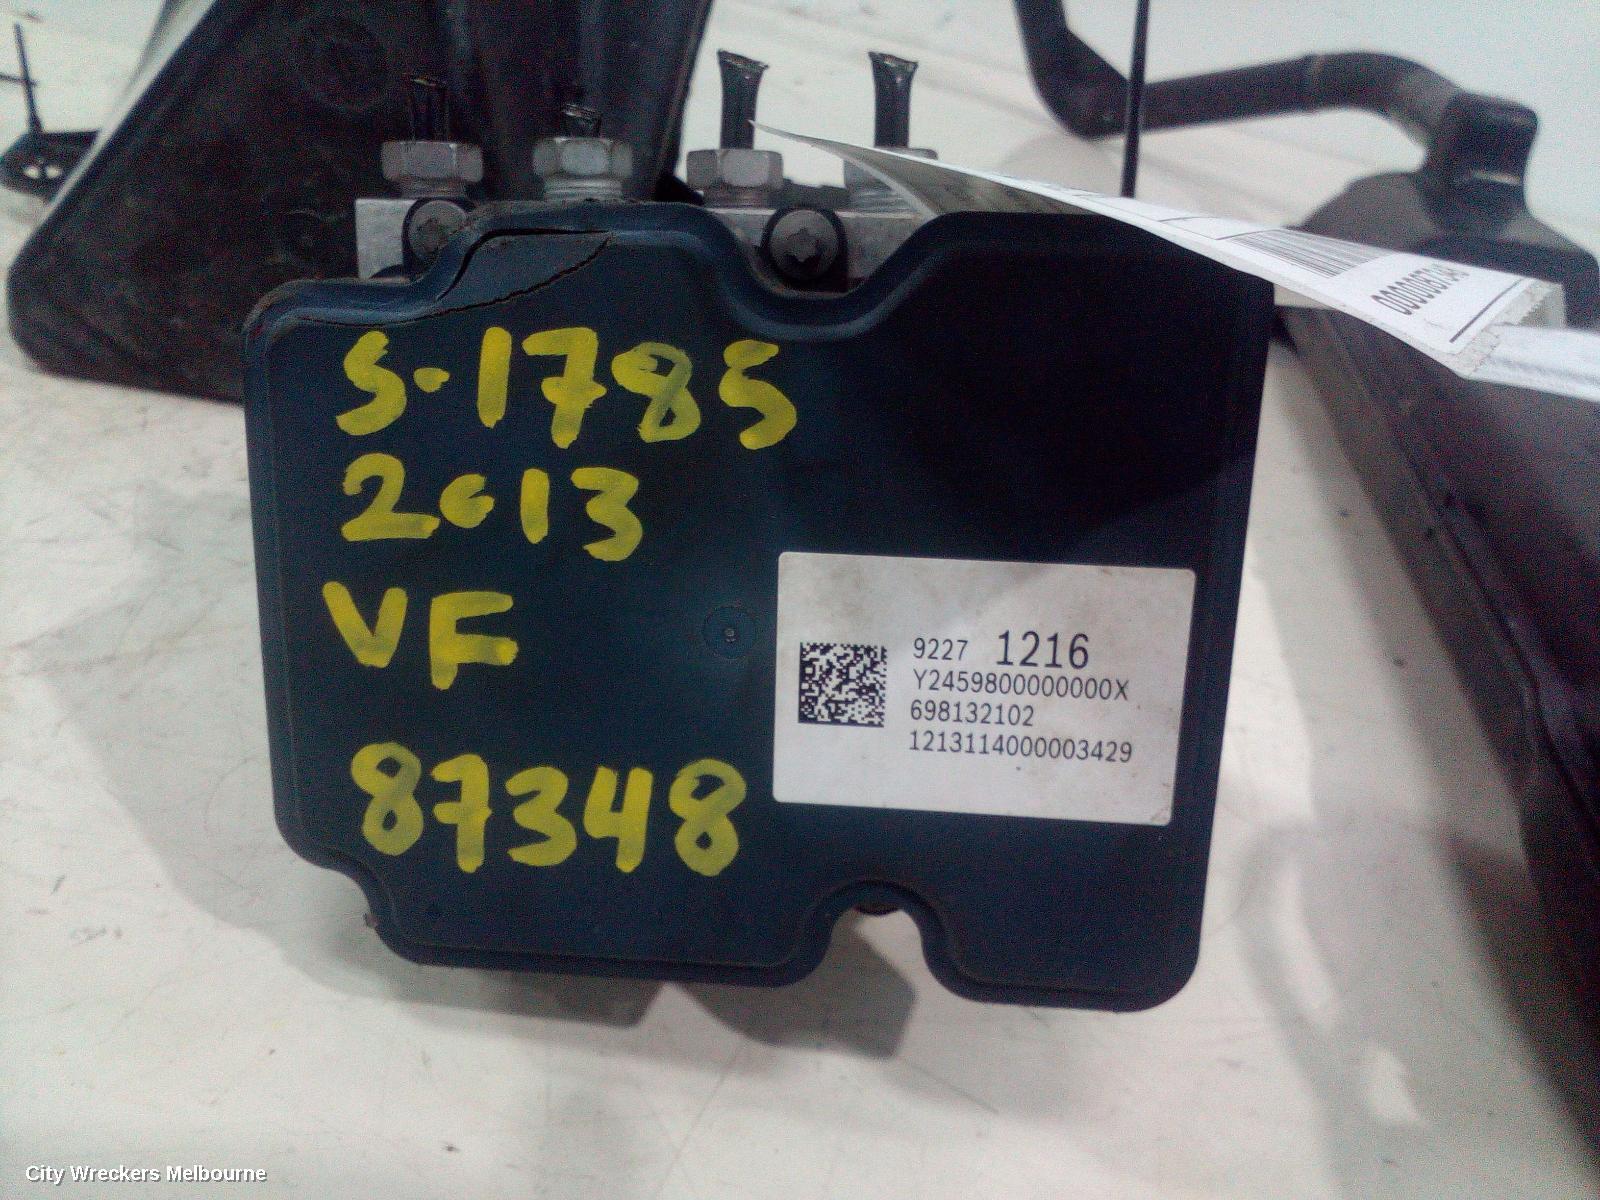 S-1785
2013
VF
87348
9227 1216
Y2459800000000X
698132102
1213114000003429
City Wreckers Melbourne